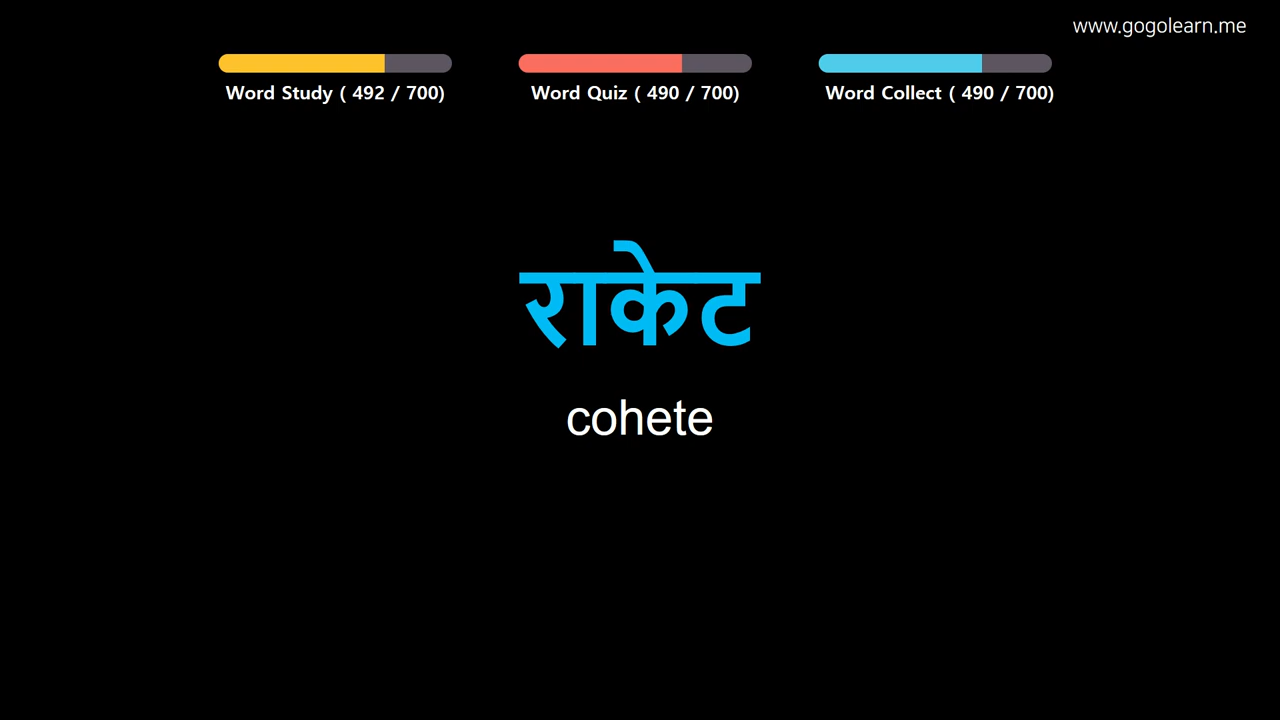 www.gogolearn.me
Word Study ( 492 / 700)
Word Quiz ( 490 / 700)
Word Collect ( 490 / 700)
राकेट
cohete